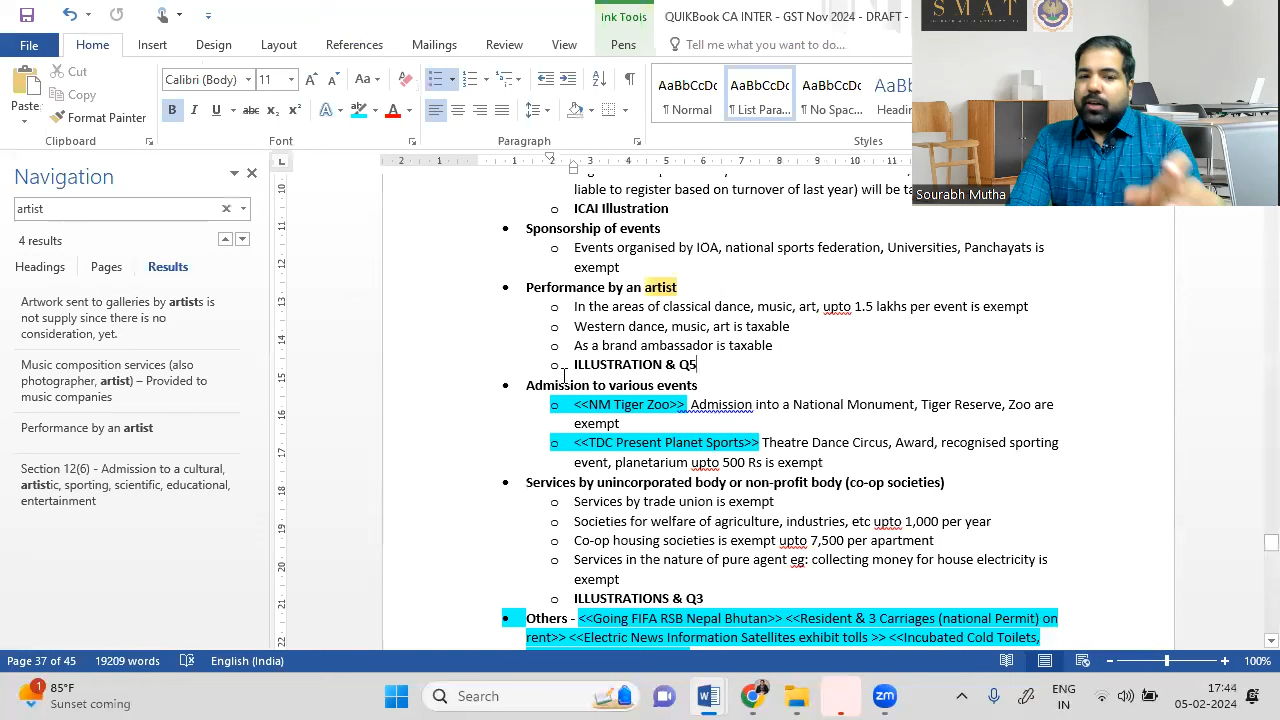 ink Tools
QUIKBook CA INTER - GST Nov 2024 - DRAFT -
SMAT
File
Home
Insert
Design
Layout
References
Mailings
Review
View
Pens
Tell me what you want to do...
Cut
Copy
Format Painter
Paste
Clipboard
Calibri (Body)
11
Font
Paragraph
AaBbCcDc
¶ Normal
AaBbCcDc
¶ List Para...
AaBbCcDc
¶ No Spac...
AaBbC
Headin
Styles
Sourabh Mutha
Navigation
artist
4 results
Headings
Pages
Results
Artwork sent to galleries by artists is
not supply since there is no
consideration, yet.
Music composition services (also
photographer, artist) – Provided to
music companies
Performance by an artist
Section 12(6) - Admission to a cultural,
artistic, sporting, scientific, educational,
entertainment
liable to register based on turnover of last year) will be ta
o ICAI Illustration
• Sponsorship of events
o Events organised by IOA, national sports federation, Universities, Panchayats is
exempt
• Performance by an artist
o In the areas of classical dance, music, art, upto 1.5 lakhs per event is exempt
o Western dance, music, art is taxable
o As a brand ambassador is taxable
o ILLUSTRATION & Q5
• Admission to various events
o <<NM Tiger Zoo>> Admission into a National Monument, Tiger Reserve, Zoo are
exempt
o <<TDC Present Planet Sports>> Theatre Dance Circus, Award, recognised sporting
event, planetarium upto 500 Rs is exempt
• Services by unincorporated body or non-profit body (co-op societies)
o Services by trade union is exempt
o Societies for welfare of agriculture, industries, etc upto 1,000 per year
o Co-op housing societies is exempt upto 7,500 per apartment
o Services in the nature of pure agent eg: collecting money for house electricity is
exempt
o ILLUSTRATIONS & Q3
• Others - <<Going FIFA RSB Nepal Bhutan>> <<Resident & 3 Carriages (national Permit) on
rent>> <<Electric News Information Satellites exhibit tolls >> <<Incubated Cold Toilets,
Page 37 of 45
19209 words
English (India)
100%
1
85°F
Sunset coming
Search
ENG
IN
17:44
05-02-2024